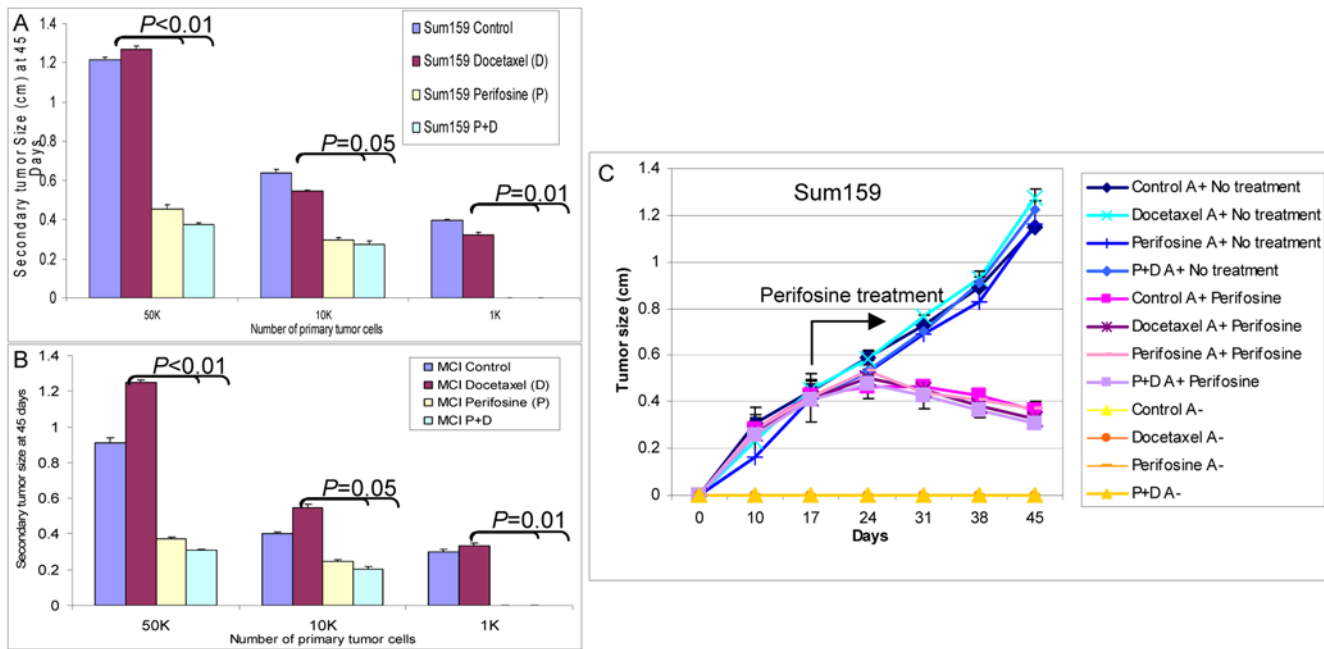 A
Secondary tumor Size (cm) at 45
Days
1.4
1.2
1
0.8
0.6
0.4
0.2
0
P<0.01
P=0.05
P=0.01
Sum159 Control
Sum159 Docetaxel (D)
Sum159 Perifosine (P)
Sum159 P+D
50K
10K
1K
Number of primary tumor cells
B
Secondary tumor size at 45 days
1.4
1.2
1
0.8
0.6
0.4
0.2
0
P<0.01
P=0.05
P=0.01
MCI Control
MCI Docetaxel (D)
MCI Perifosine (P)
MCI P+D
50K
10K
1K
Number of primary tumor cells
C
Sum159
Tumor size (cm)
1.4
1.2
1
0.8
0.6
0.4
0.2
0
Perifosine treatment
0
10
17
24
31
38
45
Days
Control A+ No treatment
Docetaxel A+ No treatment
Perifosine A+ No treatment
P+D A+ No treatment
Control A+ Perifosine
Docetaxel A+ Perifosine
Perifosine A+ Perifosine
P+D A+ Perifosine
Control A-
Docetaxel A-
Perifosine A-
P+D A-